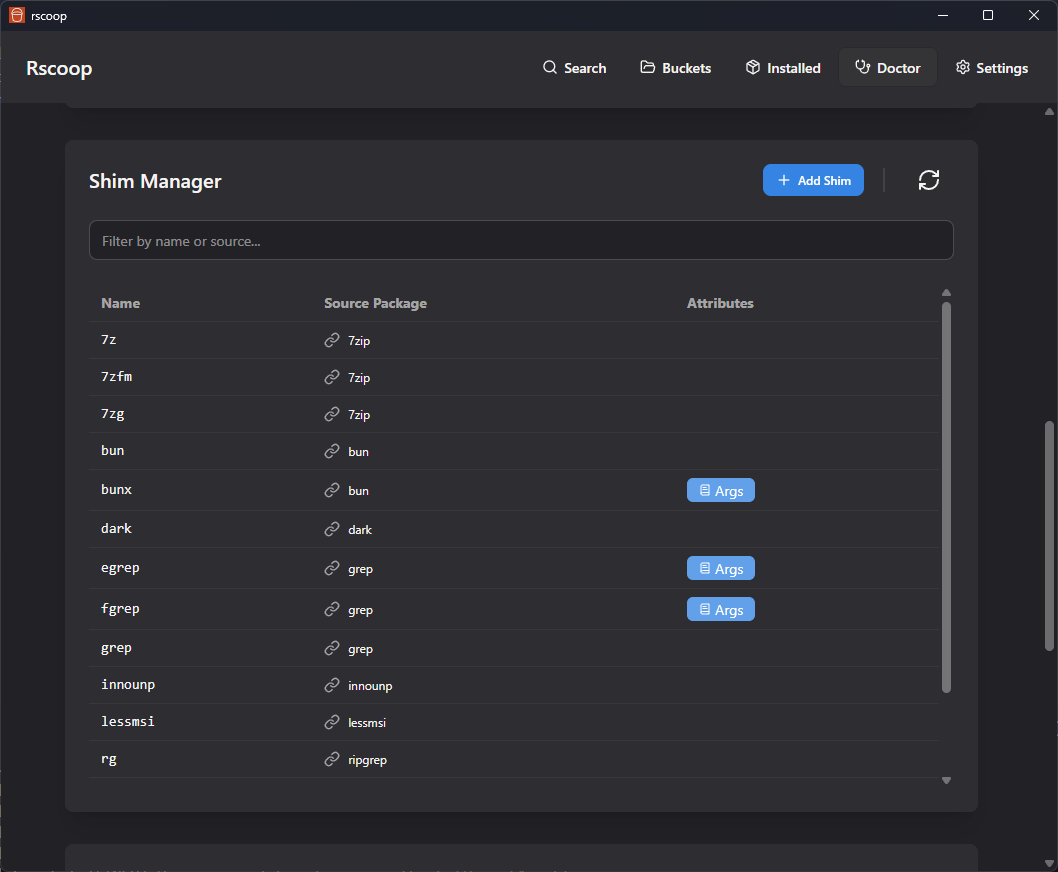 rscoop
Rscoop Search Buckets Installed Doctor Settings
Shim Manager + Add Shim
Filter by name or source...
Name Source Package Attributes
7z 7zip
7zfm 7zip
7zg 7zip
bun bun
bunx bun Args
dark dark
egrep grep Args
fgrep grep Args
grep grep
innounp innounp
lessmsi lessmsi
rg ripgrep